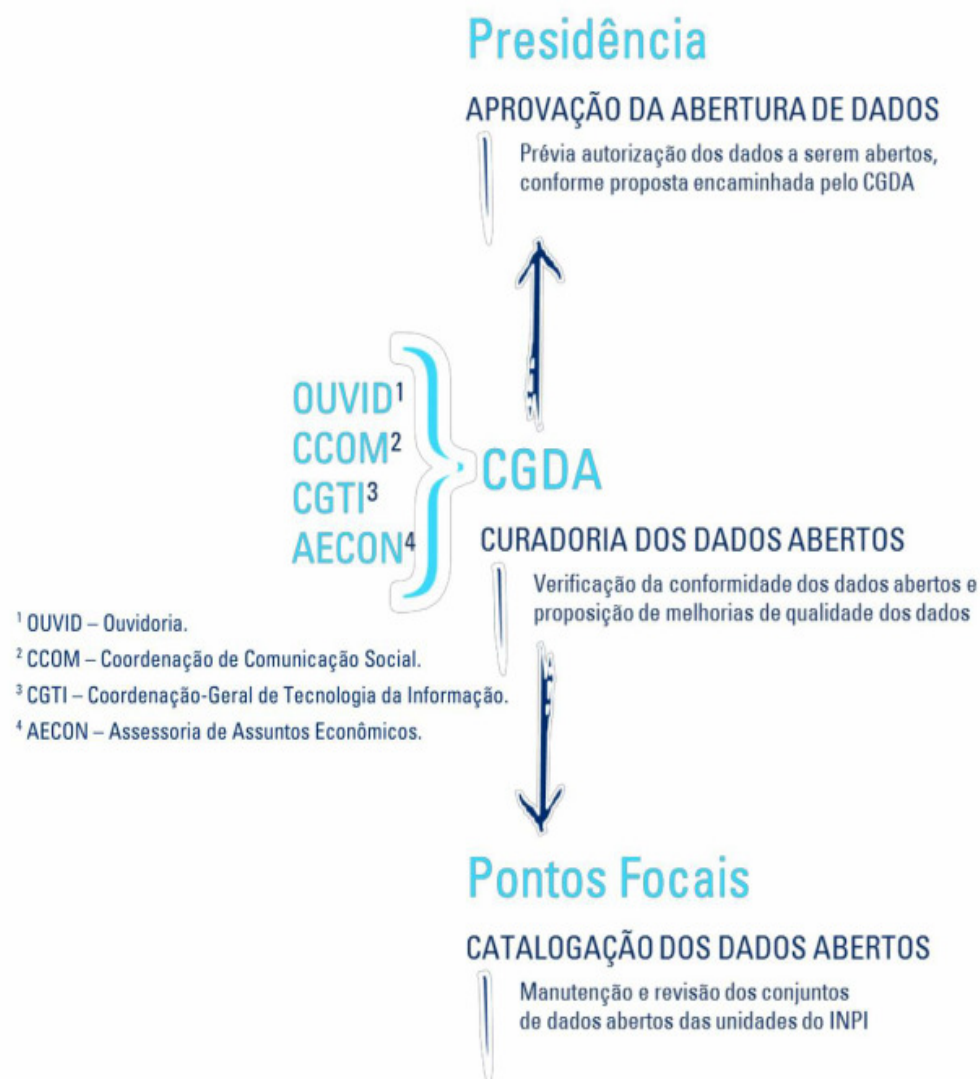 Presidência
APROVAÇÃO DA ABERTURA DE DADOS
Prévia autorização dos dados a serem abertos,
conforme proposta encaminhada pelo CGDA
OUVID¹
CCOM²
CGTI³
AECON⁴
CGDA
CURADORIA DOS DADOS ABERTOS
Verificação da conformidade dos dados abertos e
proposição de melhorias de qualidade dos dados
¹ OUVID – Ouvidoria.
² CCOM – Coordenação de Comunicação Social.
³ CGTI – Coordenação-Geral de Tecnologia da Informação.
⁴ AECON – Assessoria de Assuntos Econômicos.
Pontos Focais
CATALOGAÇÃO DOS DADOS ABERTOS
Manutenção e revisão dos conjuntos
de dados abertos das unidades do INPI